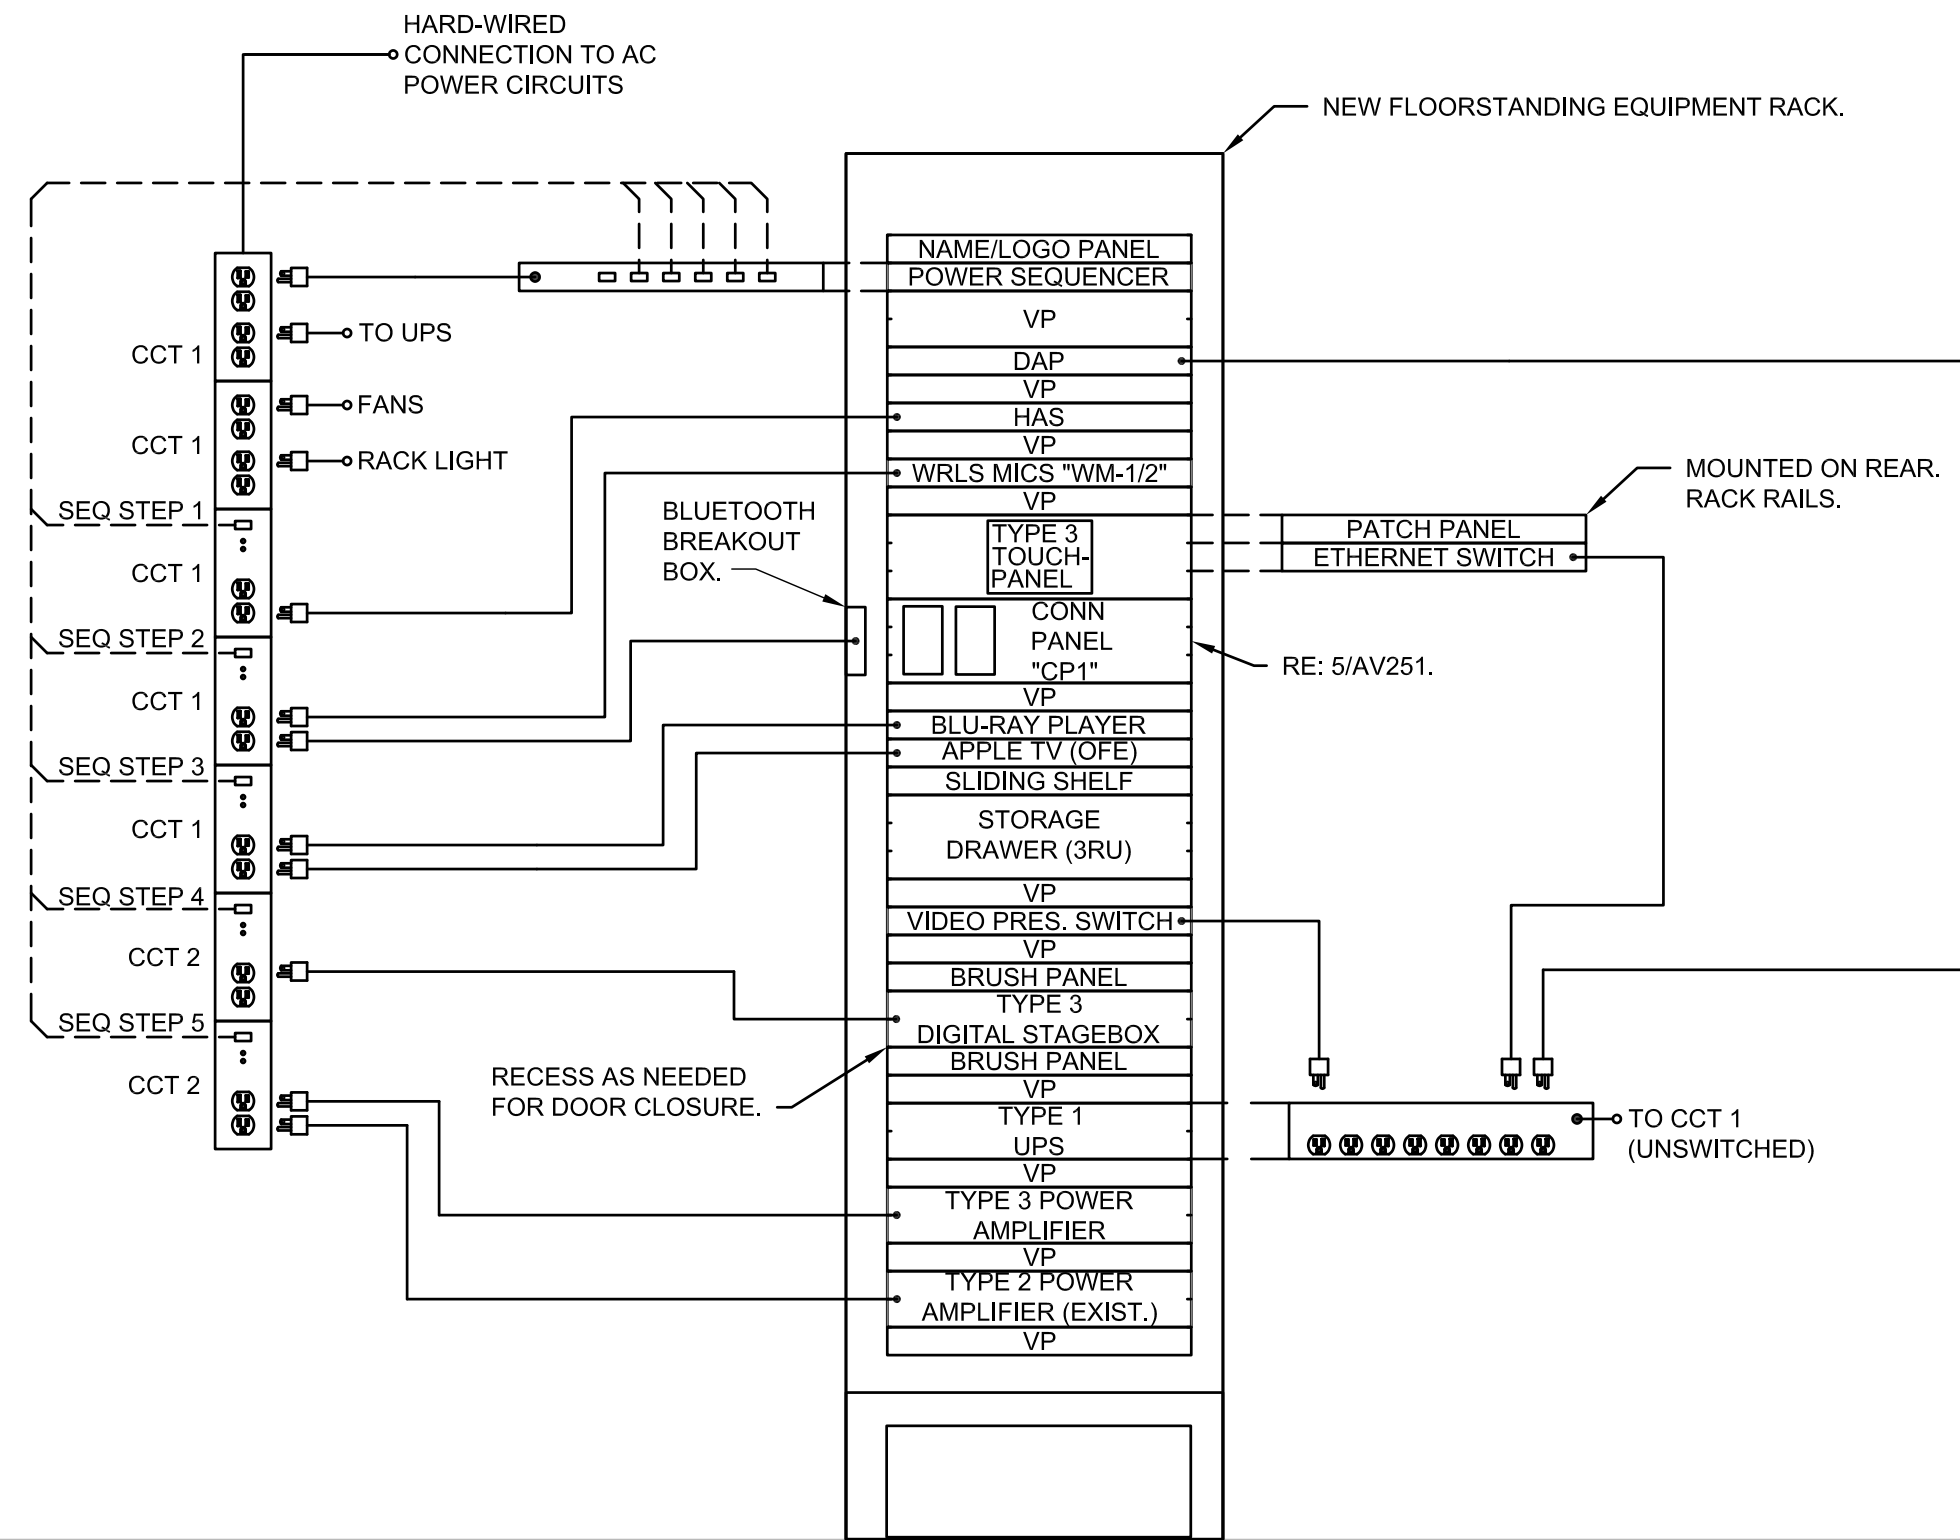 HARD-WIRED
CONNECTION TO AC
POWER CIRCUITS
NEW FLOORSTANDING EQUIPMENT RACK.
CCT 1
TO UPS
CCT 1
FANS
RACK LIGHT
SEQ STEP 1
CCT 1
SEQ STEP 2
CCT 1
SEQ STEP 3
CCT 1
SEQ STEP 4
CCT 2
SEQ STEP 5
CCT 2
BLUETOOTH
BREAKOUT
BOX.
RECESS AS NEEDED
FOR DOOR CLOSURE.
NAME/LOGO PANEL
POWER SEQUENCER
VP
DAP
VP
HAS
VP
WRLS MICS "WM-1/2"
VP
TYPE 3
TOUCH-
PANEL
CONN
PANEL
"CP1"
VP
BLU-RAY PLAYER
APPLE TV (OFE)
SLIDING SHELF
STORAGE
DRAWER (3RU)
VP
VIDEO PRES. SWITCH
VP
BRUSH PANEL
TYPE 3
DIGITAL STAGEBOX
BRUSH PANEL
VP
TYPE 1
UPS
VP
TYPE 3 POWER
AMPLIFIER
VP
TYPE 2 POWER
AMPLIFIER (EXIST.)
VP
MOUNTED ON REAR.
RACK RAILS.
PATCH PANEL
ETHERNET SWITCH
RE: 5/AV251.
TO CCT 1
(UNSWITCHED)